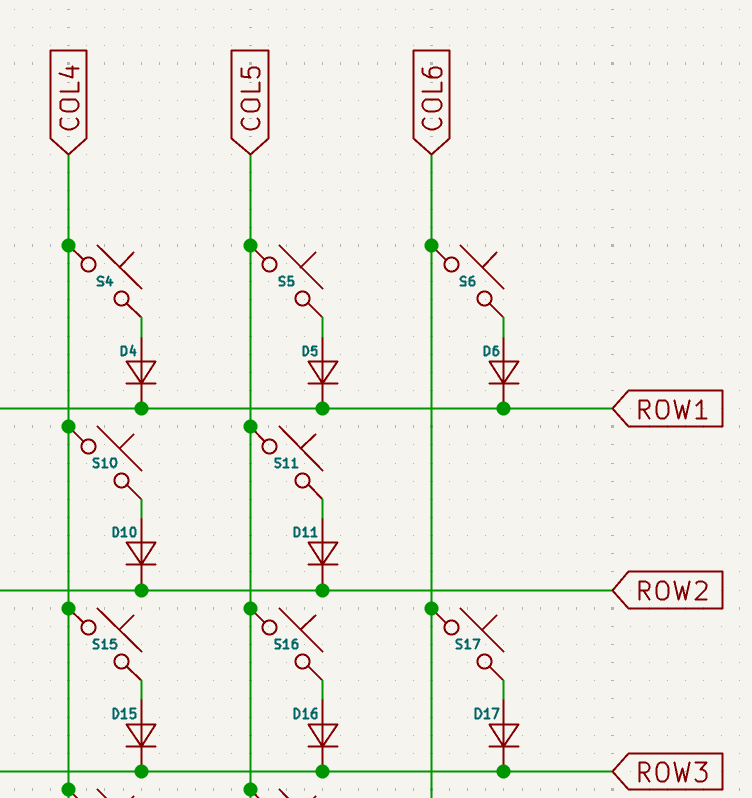 COL4 COL5 COL6
S4 S5 S6
D4 D5 D6
ROW1
S10 S11
D10 D11
ROW2
S15 S16 S17
D15 D16 D17
ROW3